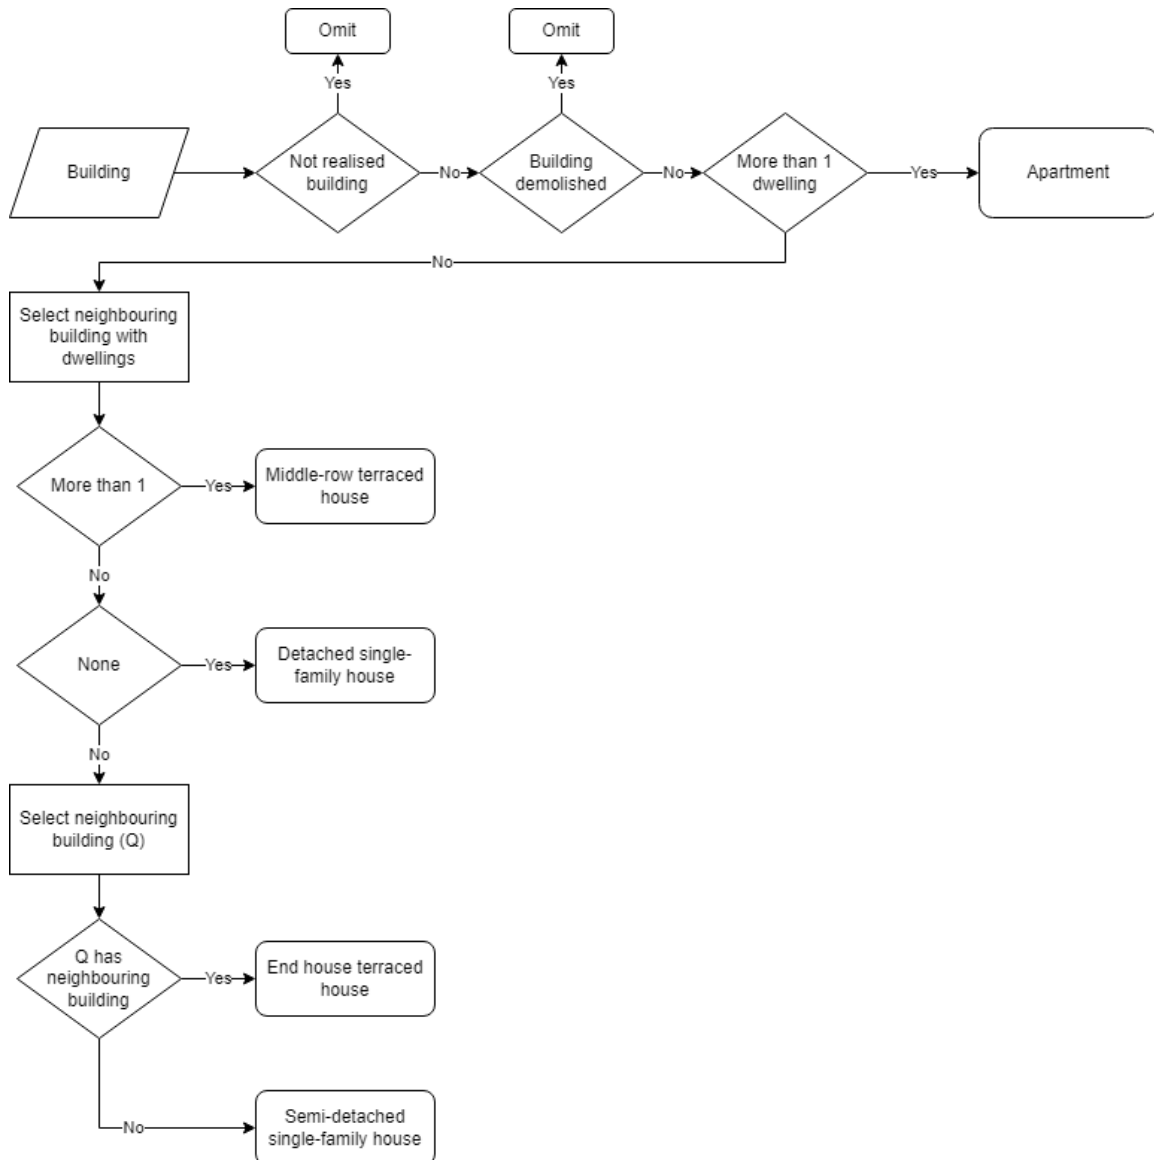 Omit
Omit
Yes
Yes
Building
Not realised
building
No
Building
demolished
No
More than 1
dwelling
Yes
Apartment
No
Select neighbouring
building with
dwellings
More than 1
Yes
Middle-row terraced
house
No
None
Yes
Detached single-
family house
No
Select neighbouring
building (Q)
Q has
neighbouring
building
Yes
End house terraced
house
No
Semi-detached
single-family house